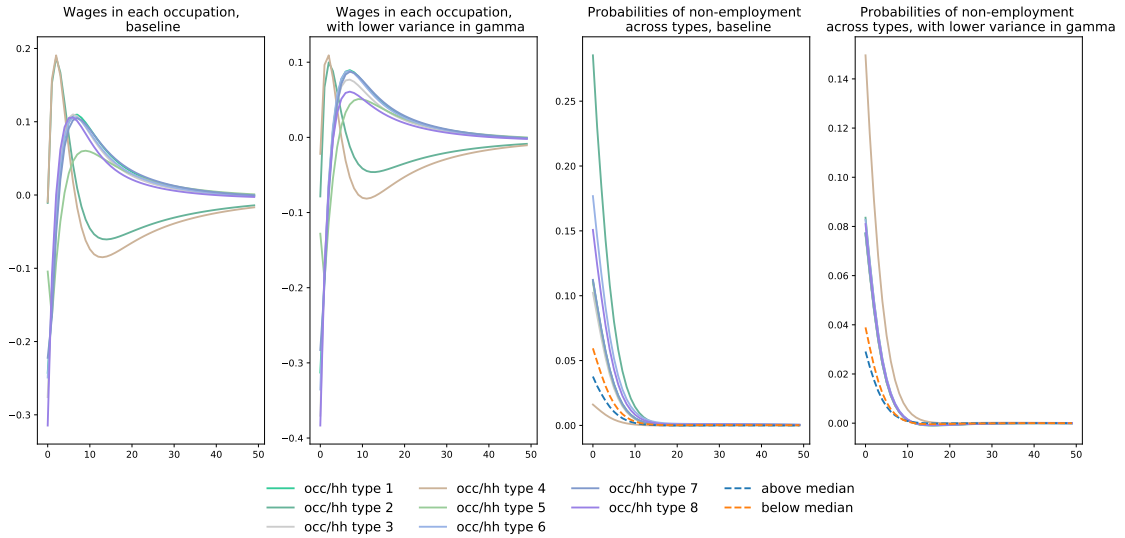 Wages in each occupation,
baseline
0.2
0.1
0.0
−0.1
−0.2
−0.3
0 10 20 30 40 50
Wages in each occupation,
with lower variance in gamma
0.1
0.0
−0.1
−0.2
−0.3
−0.4
0 10 20 30 40 50
Probabilities of non-employment
across types, baseline
0.25
0.20
0.15
0.10
0.05
0.00
0 10 20 30 40 50
Probabilities of non-employment
across types, with lower variance in gamma
0.14
0.12
0.10
0.08
0.06
0.04
0.02
0.00
0 10 20 30 40 50
occ/hh type 1
occ/hh type 2
occ/hh type 3
occ/hh type 4
occ/hh type 5
occ/hh type 6
occ/hh type 7
occ/hh type 8
above median
below median